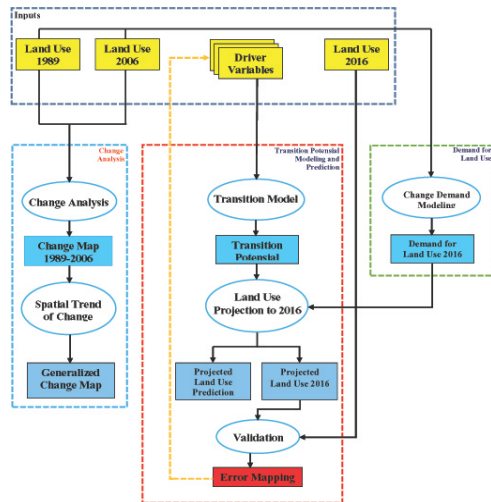 Inputs
Land Use
1989
Land Use
2006
Driver
Variables
Land Use
2016
Change
Analysis
Transition Potensial
Modeling and
Prediction
Demand for
Land Use
Change Analysis
Transition Model
Change Demand
Modeling
Change Map
1989-2006
Transition
Potensial
Demand for
Land Use 2016
Spatial Trend
of Change
Land Use
Projection to 2016
Generalized
Change Map
Projected
Land Use
Prediction
Projected
Land Use 2016
Validation
Error Mapping